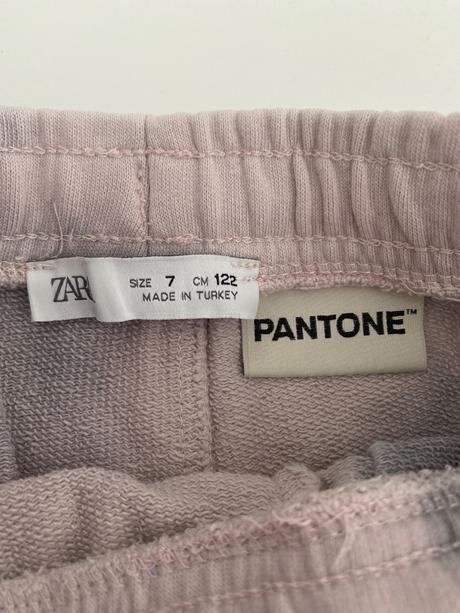 ZARA
SIZE 7 CM 122
MADE IN TURKEY
PANTONE™